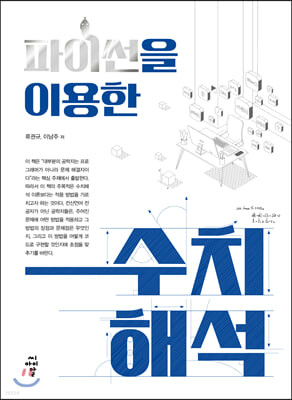 파이썬을
이용한
류권규, 이남주 저
이 책은 "대부분의 공학자는 프로
그래머가 아니라 문제 해결자이
다"라는 핵심 주제에서 출발한다.
따라서 이 책의 주목적은 수치해
석 이론보다는 적용 방법을 가르
치고자 하는 것이다. 전산언어 전
공자가 아닌 공학자들은, 주어진
문제에 어떤 방법을 적용하고 그
방법의 장점과 문제점은 무엇인
지, 그리고 이 방법을 어떻게 코
드로 구현할 것인지에 초점을 맞
추기를 바란다.
수치
해석
씨
아이
알